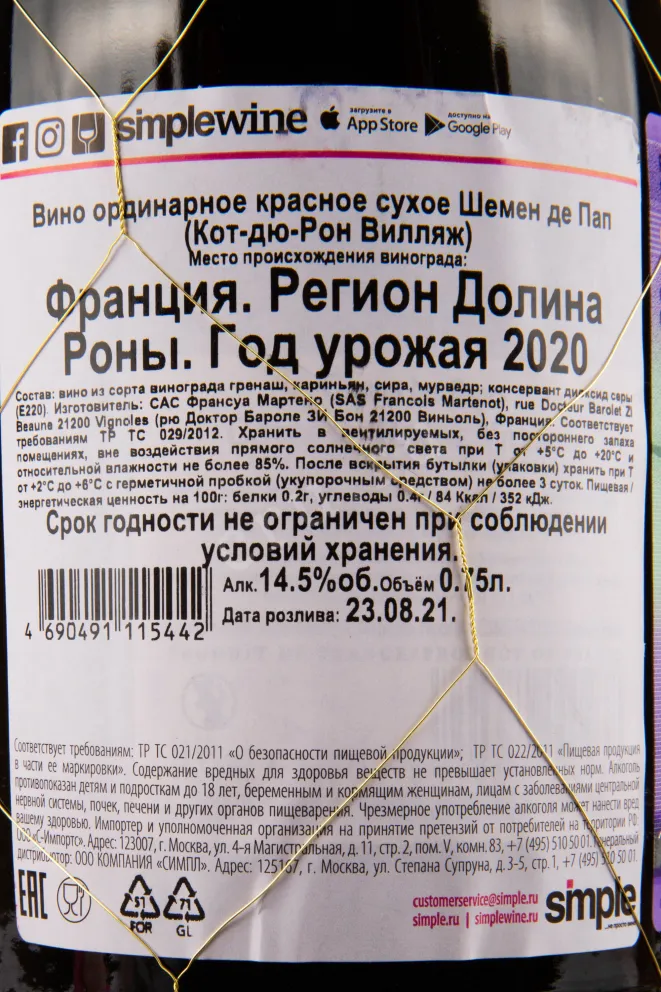 simplewine загрузите в App Store доступно на Google Play
Вино ординарное красное сухое Шемен де Пап
(Кот-дю-Рон Вилляж)
Место происхождения винограда:
Франция. Регион Долина
Роны. Год урожая 2020
Состав: вино из сорта винограда гренаш, кариньян, сира, мурведр; консервант диоксид серы
(E220). Изготовитель: САС Франсуа Мартено (SAS Francois Martenot), rue Docteur Barolet ZI
Beaune 21200 Vignoles (рю Доктор Бароле ЗИ Бон 21200 Виньоль), Франция. Соответствует
требованиям ТР ТС 029/2012. Хранить в вентилируемых, без постороннего запаха
помещениях, вне воздействия прямого солнечного света при Т от +5°С до +20°С и
относительной влажности не более 85%. После вскрытия бутылки (упаковки) хранить при Т
от +2°С до +6°С с герметичной пробкой (укупорочным средством) не более 3 суток. Пищевая /
энергетическая ценность на 100г: белки 0.2г, углеводы 0.4г / 84 Ккал / 352 кДж.
Срок годности не ограничен при соблюдении
условий хранения.
Алк. 14.5%об. Объём 0.75л.
Дата розлива: 23.08.21.
4 690491 115442
Соответствует требованиям: ТР ТС 021/2011 «О безопасности пищевой продукции»; ТР ТС 022/2011 «Пищевая продукция
в части ее маркировки». Содержание вредных для здоровья веществ не превышает установленных норм. Алкоголь
противопоказан детям и подросткам до 18 лет, беременным и кормящим женщинам, лицам с заболеваниями центральной
нервной системы, почек, печени и других органов пищеварения. Чрезмерное употребление алкоголя может нанести вред
вашему здоровью. Импортер и уполномоченная организация на принятие претензий от потребителей на территории РФ:
ООО «С-Импортс». Адрес: 123007, г. Москва, ул. 4-я Магистральная, д. 11, стр. 2, пом. V, комн. 83, +7 (495) 510 50 01. Генеральный
дистрибьютор: ООО КОМПАНИЯ «СИМПЛ». Адрес: 125167, г. Москва, ул. Степана Супруна, д. 3-5, стр. 1, +7 (495) 510 50 01.
EAC
51 FOR
71 GL
customerservice@simple.ru
simple.ru | simplewine.ru
simple
...не просто вино